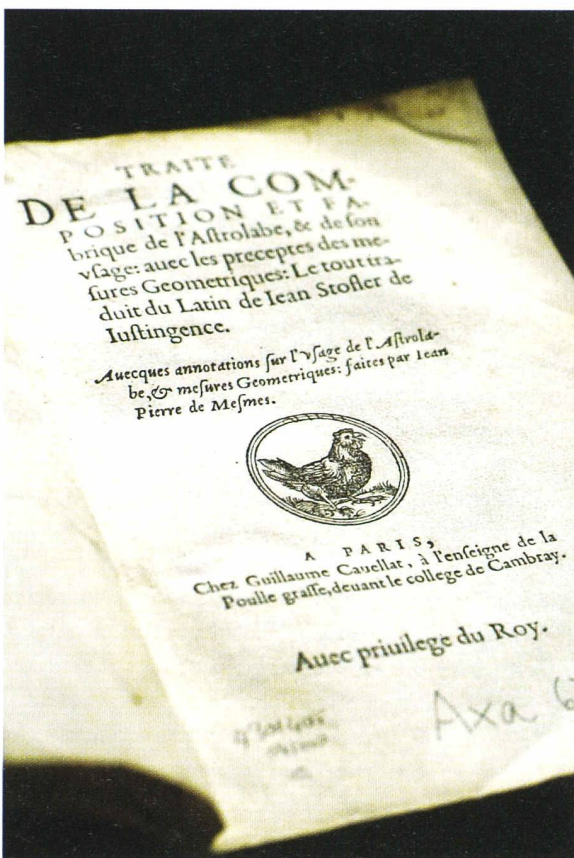 TRAITE
DE LA COM-
POSITION ET FA-
brique de l'Aſtrolabe, & de ſon
vſage: auec les preceptes des me-
ſures Geometriques: Le tout tra-
duit du Latin de Iean Stofler de
Iuſtingence.
Auecques annotations ſur l'vſage de l'Aſtrola-
be, & meſures Geometriques: faites par Iean
Pierre de Meſmes.
A PARIS,
Chez Guillaume Cauellat, à l'enſeigne de la
Poulle graſſe, deuant le college de Cambray.
Auec priuilege du Roy.
Axa